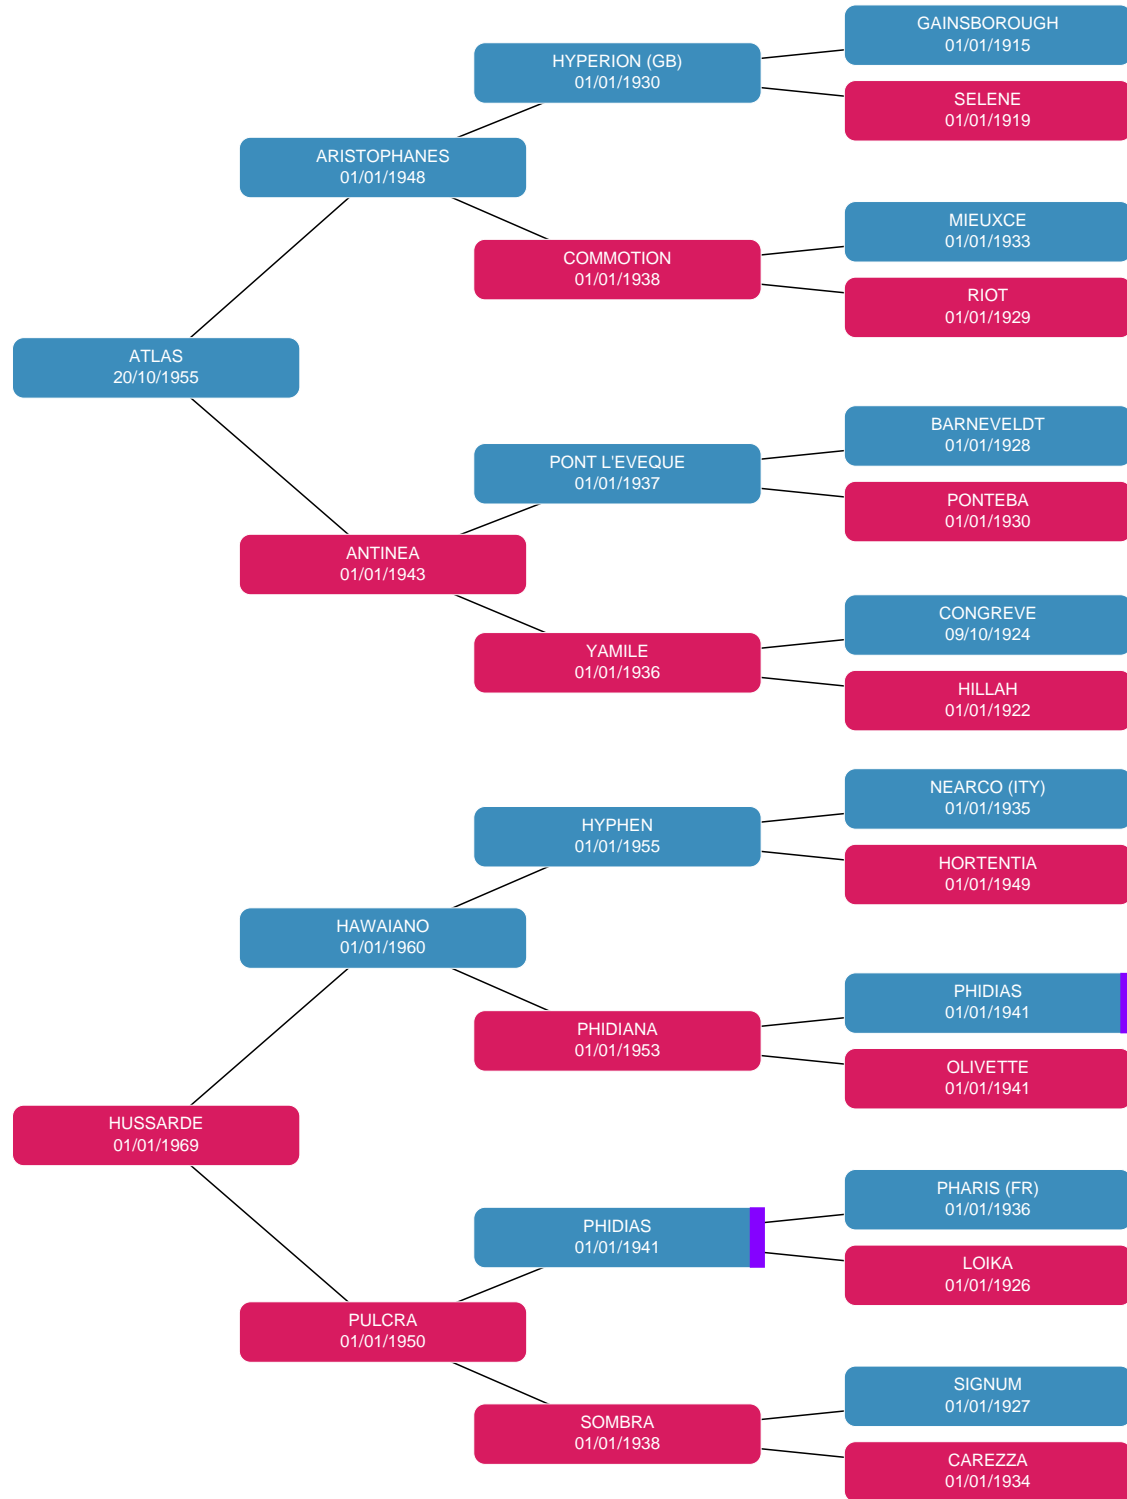 GAINSBOROUGH
01/01/1915
HYPERION (GB)
01/01/1930
SELENE
01/01/1919
ARISTOPHANES
01/01/1948
MIEUXCE
01/01/1933
COMMOTION
01/01/1938
RIOT
01/01/1929
ATLAS
20/10/1955
BARNEVELDT
01/01/1928
PONT L'EVEQUE
01/01/1937
PONTEBA
01/01/1930
ANTINEA
01/01/1943
CONGREVE
09/10/1924
YAMILE
01/01/1936
HILLAH
01/01/1922
NEARCO (ITY)
01/01/1935
HYPHEN
01/01/1955
HORTENTIA
01/01/1949
HAWAIANO
01/01/1960
PHIDIAS
01/01/1941
PHIDIANA
01/01/1953
OLIVETTE
01/01/1941
HUSSARDE
01/01/1969
PHARIS (FR)
01/01/1936
PHIDIAS
01/01/1941
LOIKA
01/01/1926
PULCRA
01/01/1950
SIGNUM
01/01/1927
SOMBRA
01/01/1938
CAREZZA
01/01/1934